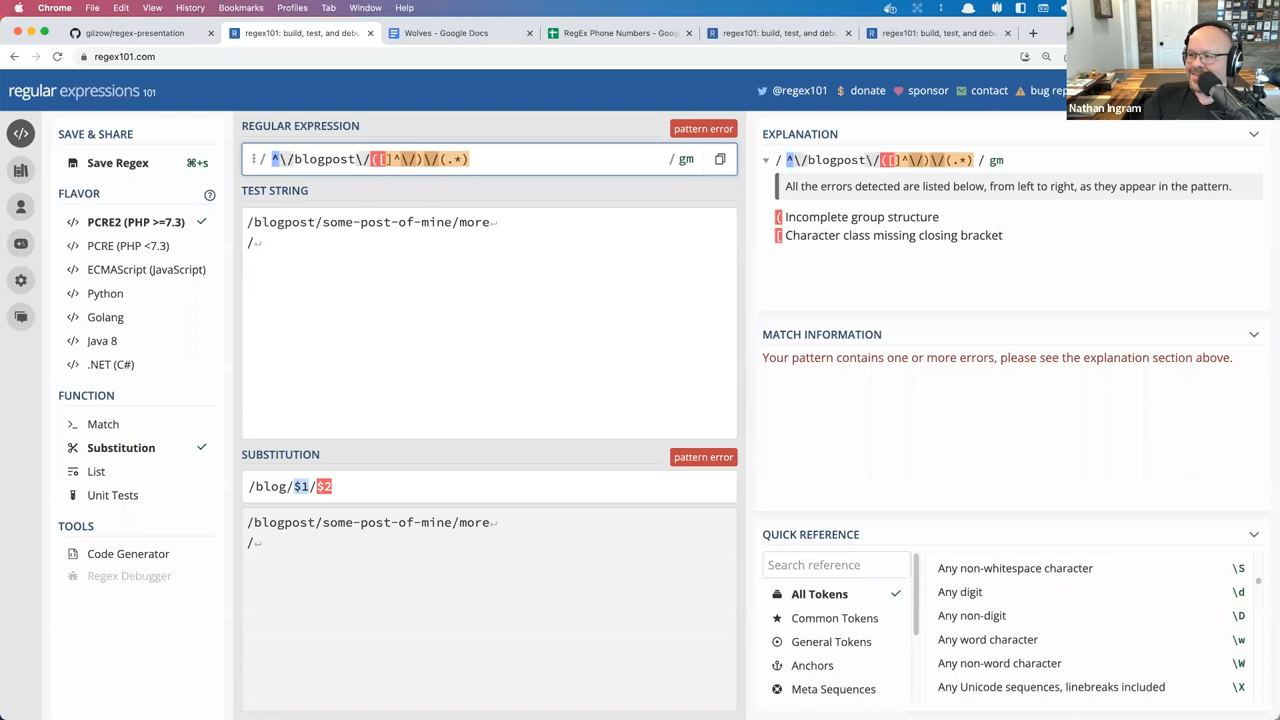 Chrome File Edit View History Bookmarks Profiles Tab Window Help
gilzow/regex-presentation
regex101: build, test, and debu
Wolves - Google Docs
RegEx Phone Numbers - Goog
regex101: build, test, and debu
regex101: build, test, and debu
regex101.com
regular expressions 101
@regex101 donate sponsor contact bug rep
Nathan Ingram
SAVE & SHARE
Save Regex ⌘+s
FLAVOR
PCRE2 (PHP >=7.3)
PCRE (PHP <7.3)
ECMAScript (JavaScript)
Python
Golang
Java 8
.NET (C#)
FUNCTION
Match
Substitution
List
Unit Tests
TOOLS
Code Generator
Regex Debugger
REGULAR EXPRESSION
pattern error
/ ^\/blogpost\/([]^\/)\/(.*) / gm
TEST STRING
/blogpost/some-post-of-mine/more↵
/↵
SUBSTITUTION
pattern error
/blog/$1/$2
/blogpost/some-post-of-mine/more↵
/↵
EXPLANATION
/ ^\/blogpost\/([]^\/)\/(.*) / gm
All the errors detected are listed below, from left to right, as they appear in the pattern.
( Incomplete group structure
[ Character class missing closing bracket
MATCH INFORMATION
Your pattern contains one or more errors, please see the explanation section above.
QUICK REFERENCE
Search reference
All Tokens
Common Tokens
General Tokens
Anchors
Meta Sequences
Any non-whitespace character \S
Any digit \d
Any non-digit \D
Any word character \w
Any non-word character \W
Any Unicode sequences, linebreaks included \X